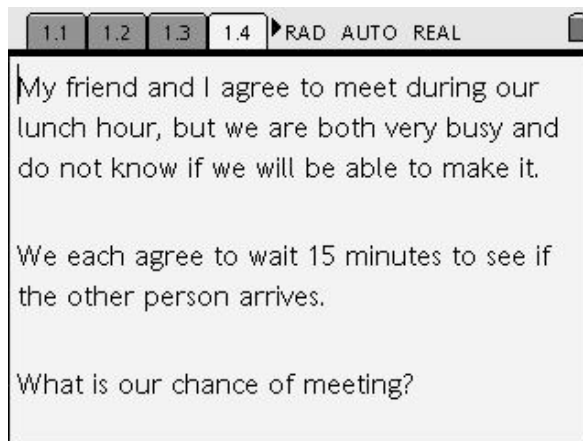 1.1 1.2 1.3 1.4 RAD AUTO REAL
My friend and I agree to meet during our
lunch hour, but we are both very busy and
do not know if we will be able to make it.
We each agree to wait 15 minutes to see if
the other person arrives.
What is our chance of meeting?